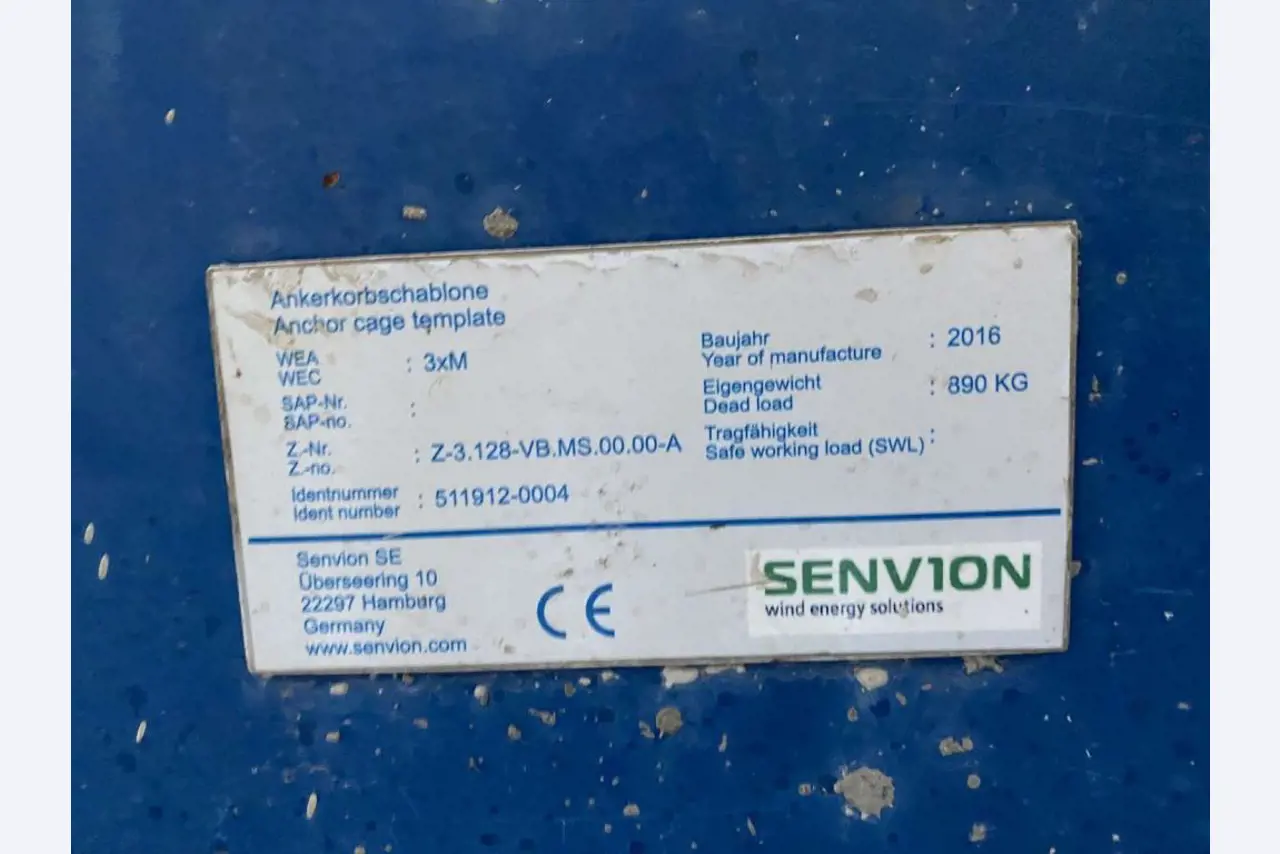 Ankerkorbschablone
Anchor cage template
WEA
WEC : 3xM
SAP-Nr.
SAP-no. :
Z.-Nr.
Z.-no. : Z-3.128-VB.MS.00.00-A
Identnummer
Ident number : 511912-0004
Baujahr
Year of manufacture : 2016
Eigengewicht
Dead load : 890 KG
Tragfähigkeit
Safe working load (SWL) :
Senvion SE
Überseering 10
22297 Hamburg
Germany
www.senvion.com
CE
SENVION
wind energy solutions